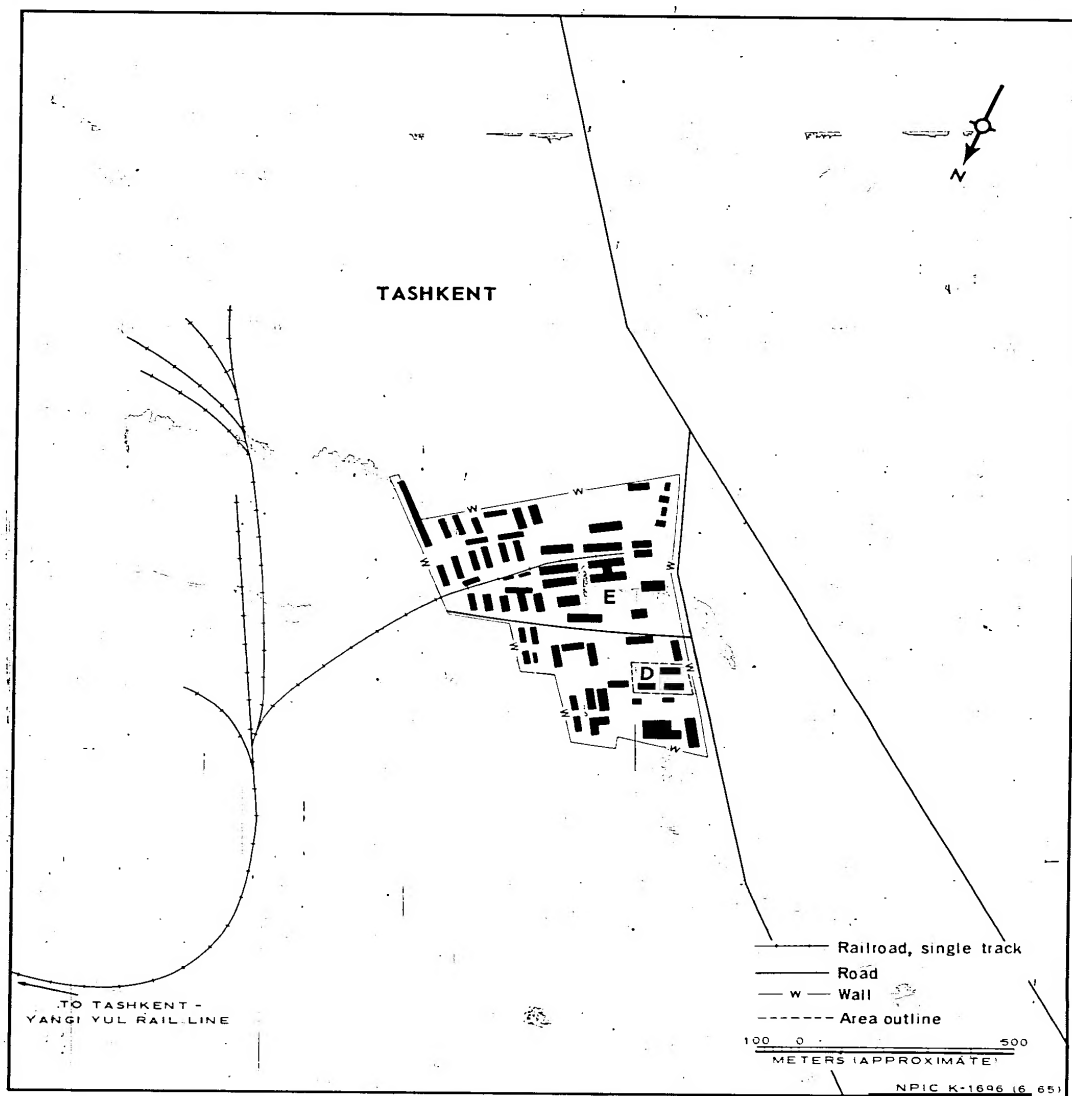 N
TASHKENT
W
W
W
W
E
W
D
W
W
W
Railroad, single track
Road
W Wall
Area outline
TO TASHKENT -
YANGI YUL RAIL LINE
100 0 500
METERS (APPROXIMATE)
NPIC K-1696 (6 65)